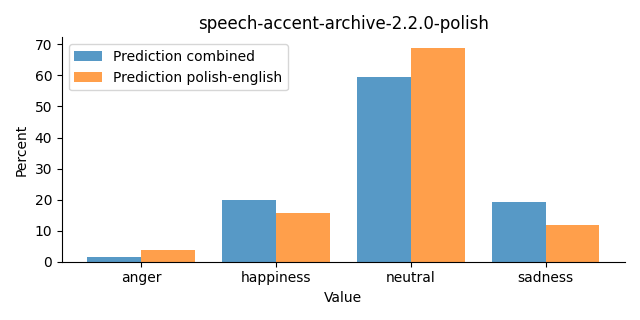 speech-accent-archive-2.2.0-polish
Prediction combined
Prediction polish-english
Percent
70
60
50
40
30
20
10
0
anger happiness neutral sadness
Value